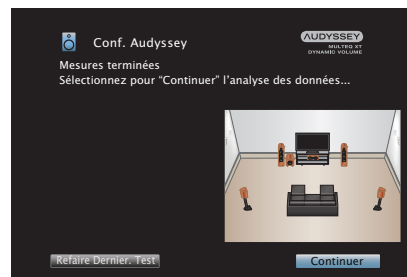 Conf. Audyssey
AUDYSSEY
MULTEQ XT
DYNAMIC VOLUME
Mesures terminées
Sélectionnez pour “Continuer” l’analyse des données...
Refaire Dernier. Test
Continuer